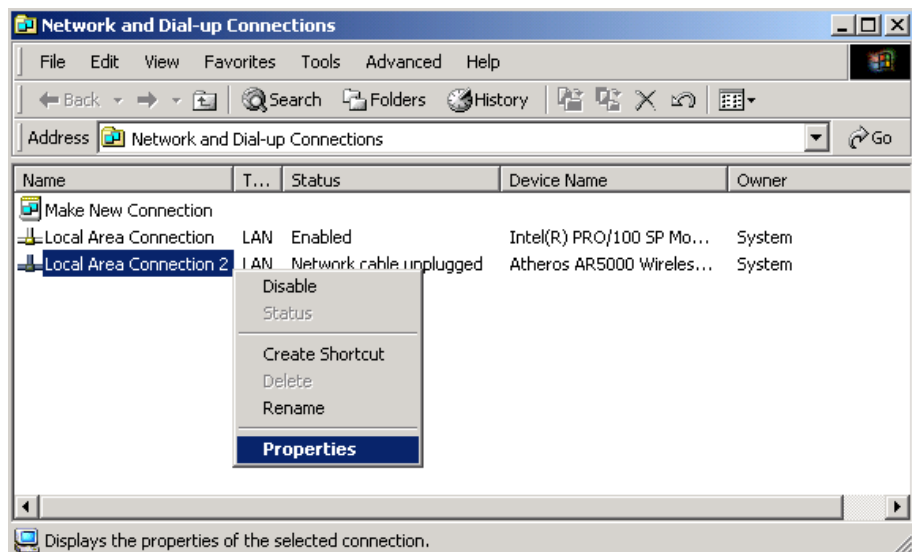 Network and Dial-up Connections
File Edit View Favorites Tools Advanced Help
Back Search Folders History
Address Network and Dial-up Connections Go
Name T... Status Device Name Owner
Make New Connection
Local Area Connection LAN Enabled Intel(R) PRO/100 SP Mo... System
Local Area Connection 2 LAN Network cable unplugged Atheros AR5000 Wireles... System
Disable
Status
Create Shortcut
Delete
Rename
Properties
Displays the properties of the selected connection.